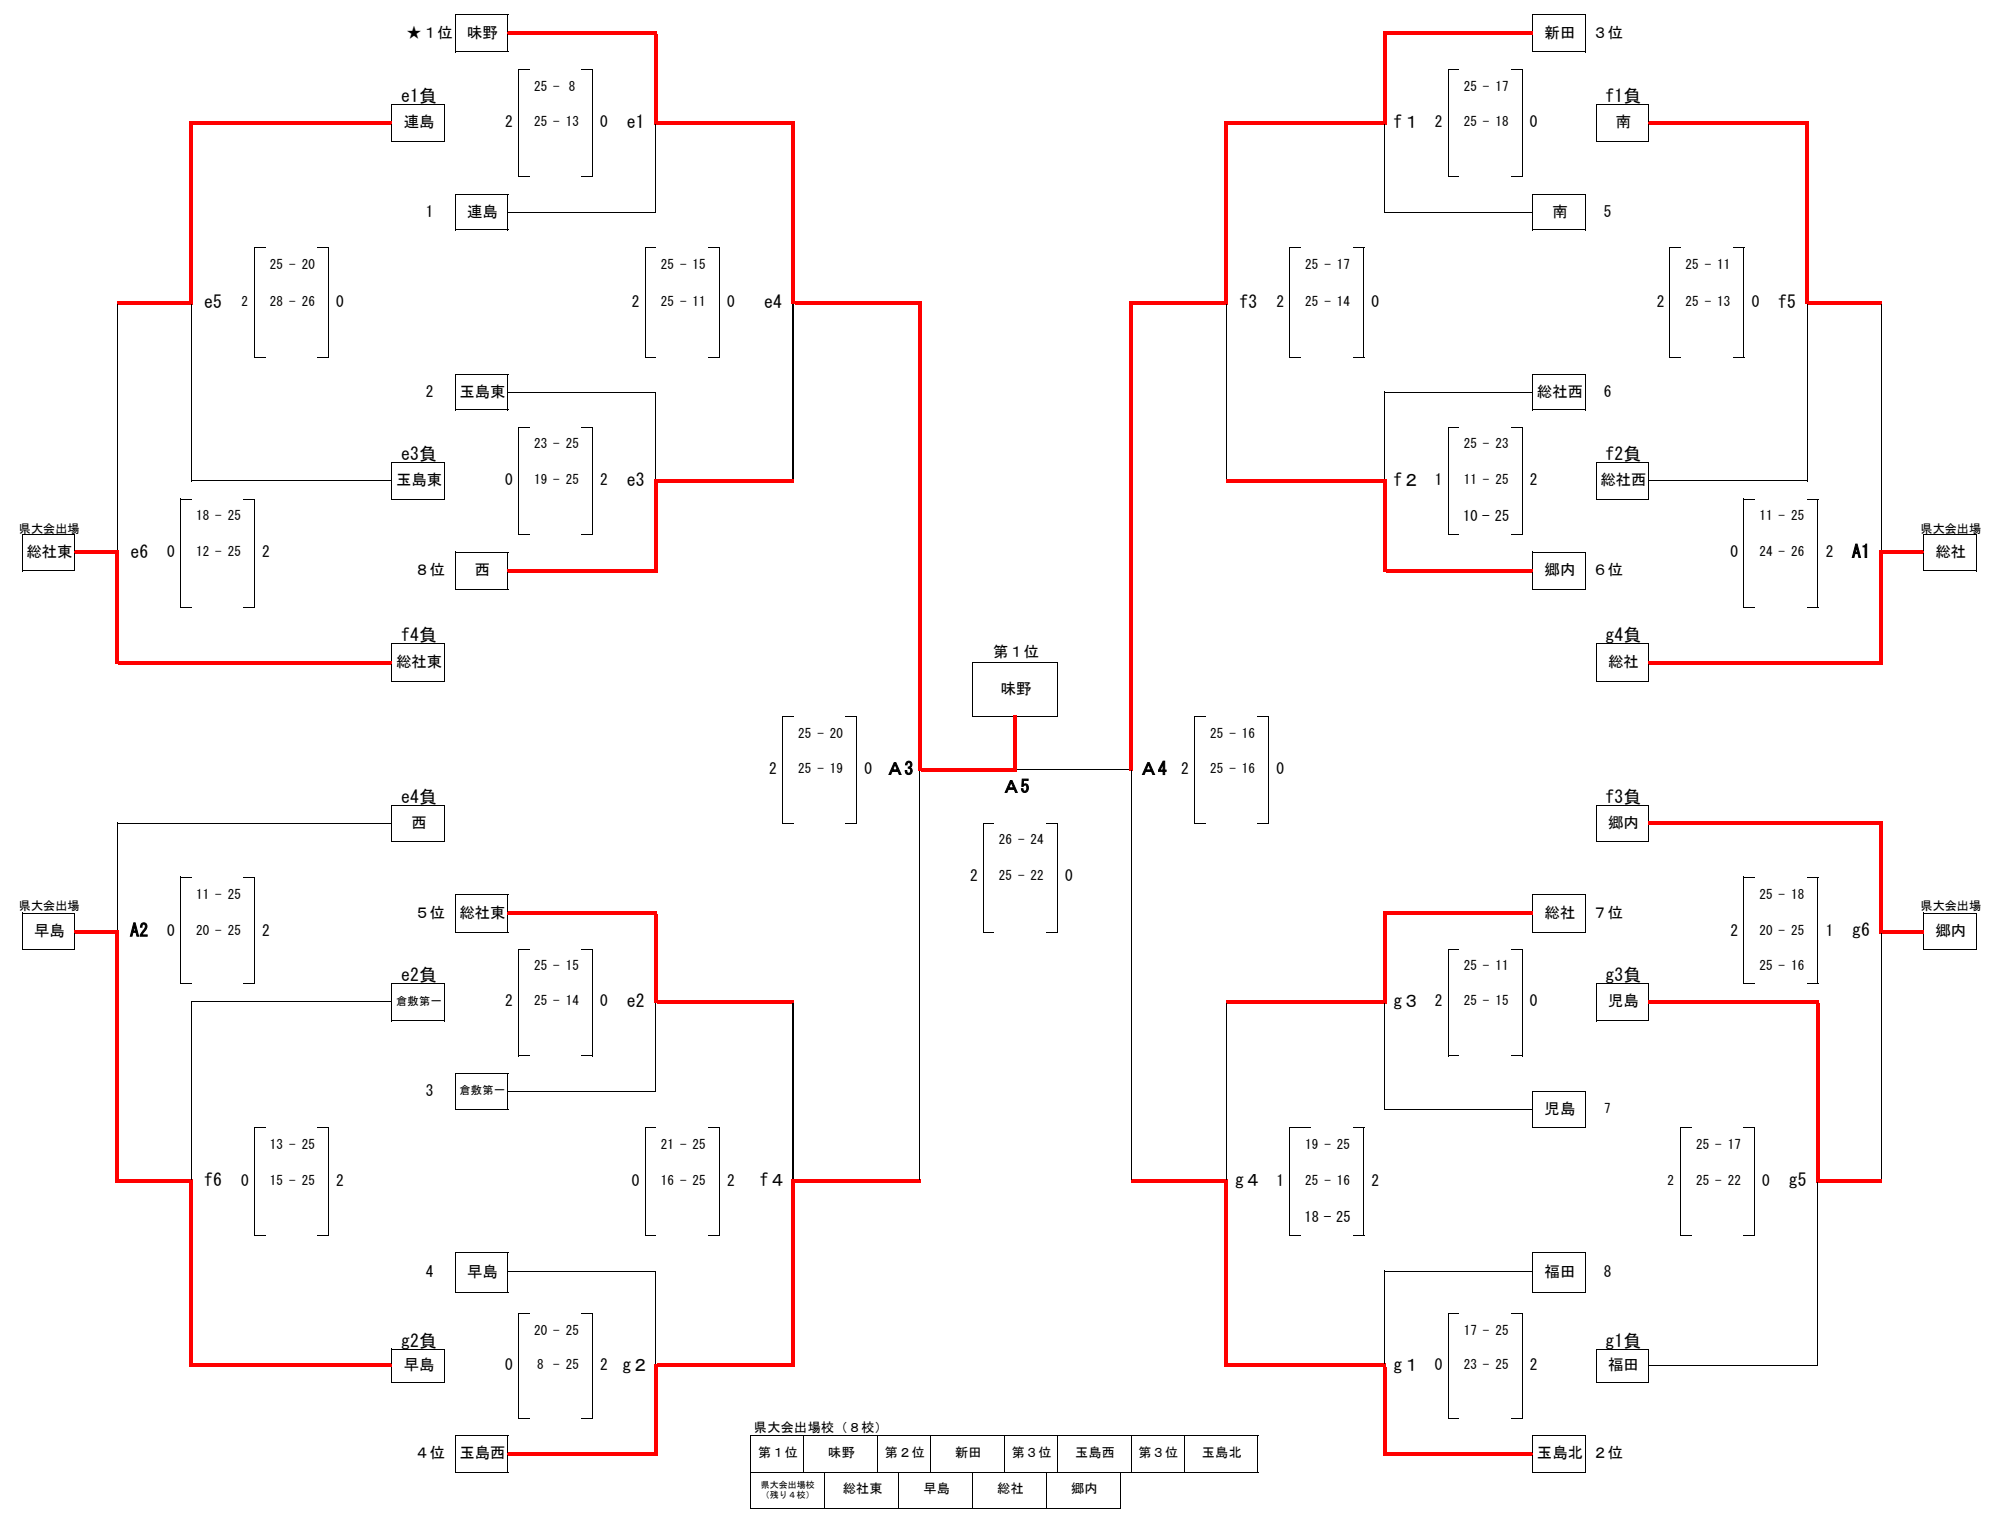 ★１位 味野
e1負
連島
25 － 8
2 25 － 13 0 e1
1 連島
25 － 20
e5 2 28 － 26 0
25 － 15
2 25 － 11 0 e4
2 玉島東
e3負
玉島東
23 － 25
0 19 － 25 2 e3
県大会出場
総社東
18 － 25
e6 0 12 － 25 2
８位 西
f4負
総社東
新田 ３位
f1負
南
25 － 17
f１ 2 25 － 18 0
南 5
25 － 17
f3 2 25 － 14 0
25 － 11
2 25 － 13 0 f5
総社西 6
f2負
総社西
25 － 23
f２ 1 11 － 25 2
10 － 25
11 － 25
0 24 － 26 2 A1
県大会出場
総社
郷内 ６位
g4負
総社
第１位
味野
25 － 20
2 25 － 19 0 A３
A5
26 － 24
2 25 － 22 0
25 － 16
A４ 2 25 － 16 0
e4負
西
県大会出場
早島
11 － 25
A2 0 20 － 25 2
５位 総社東
e2負
倉敷第一
25 － 15
2 25 － 14 0 e2
3 倉敷第一
13 － 25
f6 0 15 － 25 2
21 － 25
0 16 － 25 2 f４
4 早島
g2負
早島
20 － 25
0 8 － 25 2 g２
４位 玉島西
f3負
郷内
25 － 18
2 20 － 25 1 g6
25 － 16
県大会出場
郷内
総社 ７位
g3負
児島
25 － 11
g３ 2 25 － 15 0
児島 7
19 － 25
g４ 1 25 － 16 2
18 － 25
25 － 17
2 25 － 22 0 g5
福田 8
g1負
福田
17 － 25
g１ 0 23 － 25 2
玉島北 ２位
県大会出場校（８校）
第１位 味野 第２位 新田 第３位 玉島西 第３位 玉島北
県大会出場校
（残り４校）
総社東 早島 総社 郷内